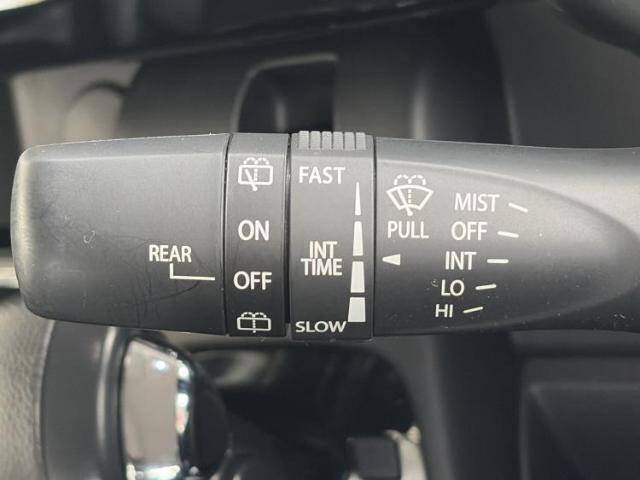 REAR
ON
OFF
FAST
INT
TIME
SLOW
PULL
MIST
OFF
INT
LO
HI